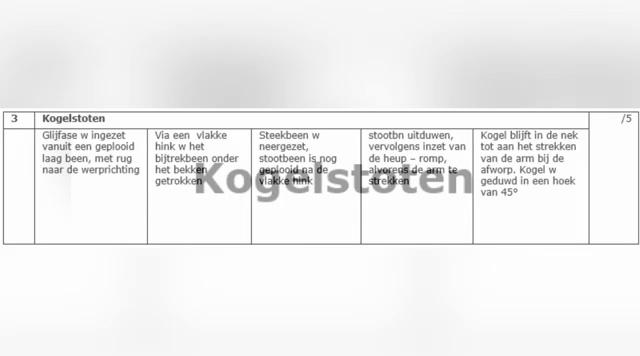 3 Kogelstoten /5
Glijfase w ingezet
vanuit een geplooid
laag been, met rug
naar de werprichting
Via een vlakke
hink w het
bijtrekbeen onder
het bekken
getrokken
Steekbeen w
neergezet,
stootbeen is nog
geplooid na de
vlakke hink
stootbn uitduwen,
vervolgens inzet van
de heup – romp,
alvorens de arm te
strekken
Kogel blijft in de nek
tot aan het strekken
van de arm bij de
afworp. Kogel w
geduwd in een hoek
van 45°
Kogelstoten